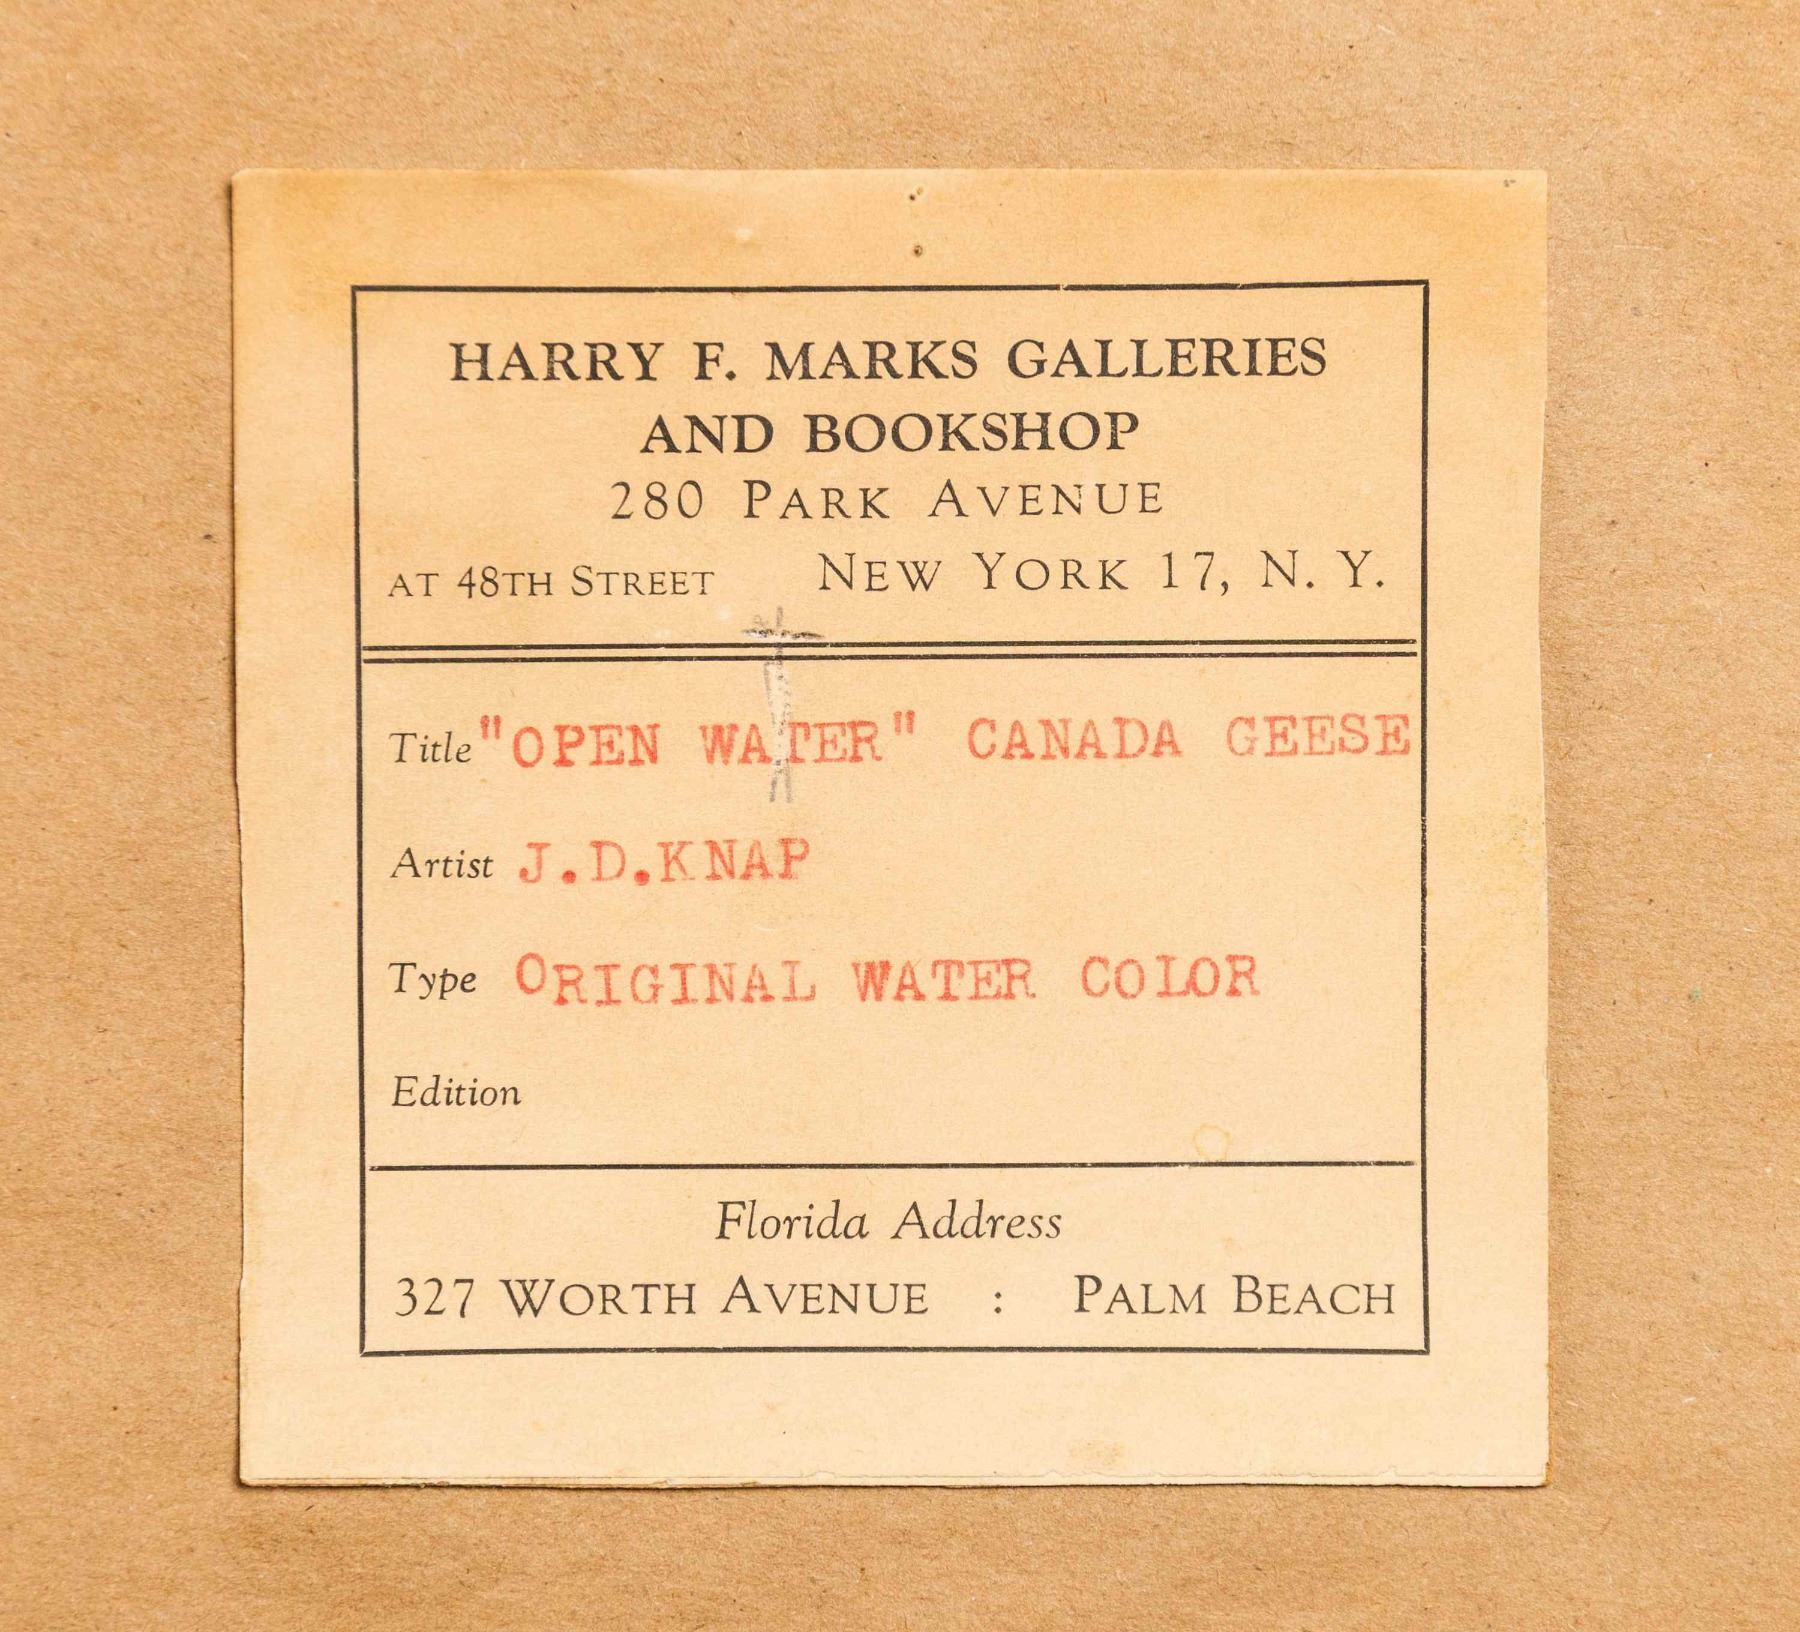 HARRY F. MARKS GALLERIES
AND BOOKSHOP
280 PARK AVENUE
AT 48TH STREET NEW YORK 17, N. Y.
Title "OPEN WATER" CANADA GEESE
Artist J.D.KNAP
Type ORIGINAL WATER COLOR
Edition
Florida Address
327 WORTH AVENUE : PALM BEACH